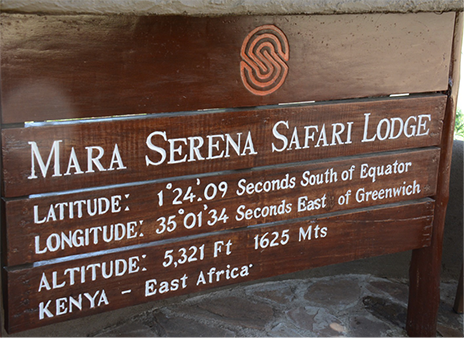 MARA SERENA SAFARI LODGE
LATITUDE: 1°24'.09 Seconds South of Equator
LONGITUDE: 35°01'34 Seconds East of Greenwich
ALTITUDE: 5,321 Ft 1625 Mts
KENYA - East Africa